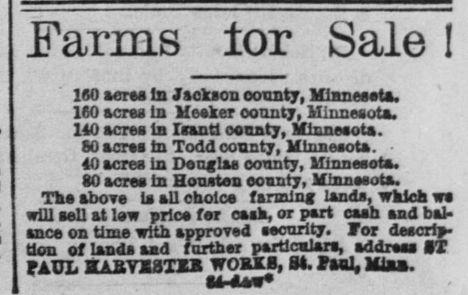 Farms for Sale !
160 acres in Jackson county, Minnesota.
160 acres in Meeker county, Minnesota.
140 acres in Isanti county, Minnesota.
80 acres in Todd county, Minnesota.
40 acres in Douglas county, Minnesota.
80 acres in Houston county, Minnesota.
The above is all choice farming lands, which we
will sell at low price for cash, or part cash and bal-
ance on time with approved security. For descrip-
tion of lands and further particulars, address ST
PAUL HARVESTER WORKS, St. Paul, Minn.